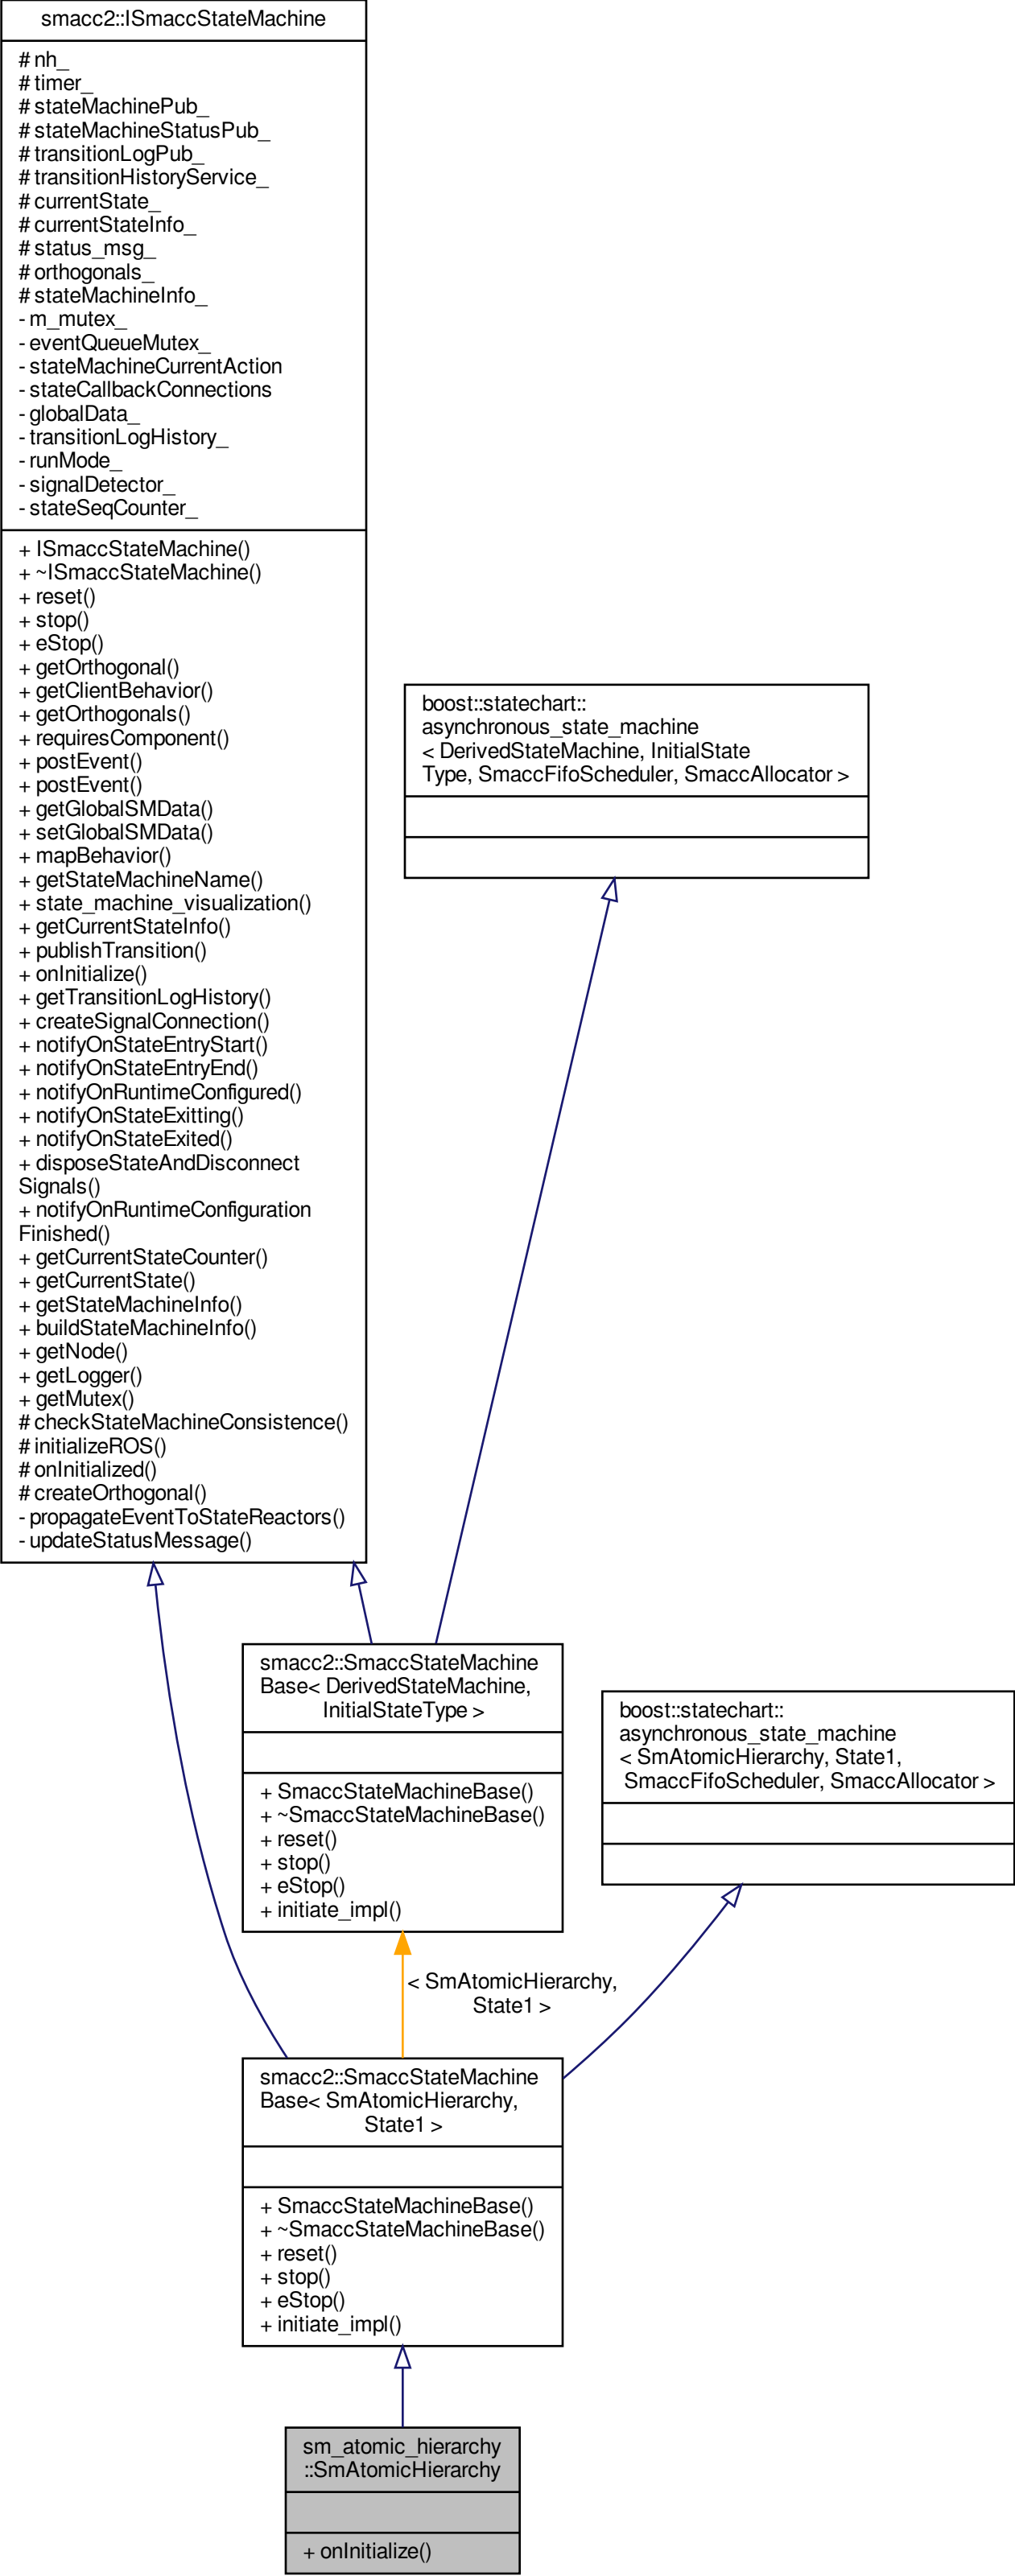 smacc2::ISmaccStateMachine
# nh_
# timer_
# stateMachinePub_
# stateMachineStatusPub_
# transitionLogPub_
# transitionHistoryService_
# currentState_
# currentStateInfo_
# status_msg_
# orthogonals_
# stateMachineInfo_
- m_mutex_
- eventQueueMutex_
- stateMachineCurrentAction
- stateCallbackConnections
- globalData_
- transitionLogHistory_
- runMode_
- signalDetector_
- stateSeqCounter_
+ ISmaccStateMachine()
+ ~ISmaccStateMachine()
+ reset()
+ stop()
+ eStop()
+ getOrthogonal()
+ getClientBehavior()
+ getOrthogonals()
+ requiresComponent()
+ postEvent()
+ postEvent()
+ getGlobalSMData()
+ setGlobalSMData()
+ mapBehavior()
+ getStateMachineName()
+ state_machine_visualization()
+ getCurrentStateInfo()
+ publishTransition()
+ onInitialize()
+ getTransitionLogHistory()
+ createSignalConnection()
+ notifyOnStateEntryStart()
+ notifyOnStateEntryEnd()
+ notifyOnRuntimeConfigured()
+ notifyOnStateExitting()
+ notifyOnStateExited()
+ disposeStateAndDisconnect
Signals()
+ notifyOnRuntimeConfiguration
Finished()
+ getCurrentStateCounter()
+ getCurrentState()
+ getStateMachineInfo()
+ buildStateMachineInfo()
+ getNode()
+ getLogger()
+ getMutex()
# checkStateMachineConsistence()
# initializeROS()
# onInitialized()
# createOrthogonal()
- propagateEventToStateReactors()
- updateStatusMessage()
boost::statechart::
asynchronous_state_machine
< DerivedStateMachine, InitialState
Type, SmaccFifoScheduler, SmaccAllocator >
smacc2::SmaccStateMachine
Base< DerivedStateMachine,
InitialStateType >
+ SmaccStateMachineBase()
+ ~SmaccStateMachineBase()
+ reset()
+ stop()
+ eStop()
+ initiate_impl()
boost::statechart::
asynchronous_state_machine
< SmAtomicHierarchy, State1,
SmaccFifoScheduler, SmaccAllocator >
< SmAtomicHierarchy,
State1 >
smacc2::SmaccStateMachine
Base< SmAtomicHierarchy,
State1 >
+ SmaccStateMachineBase()
+ ~SmaccStateMachineBase()
+ reset()
+ stop()
+ eStop()
+ initiate_impl()
sm_atomic_hierarchy
::SmAtomicHierarchy
+ onInitialize()